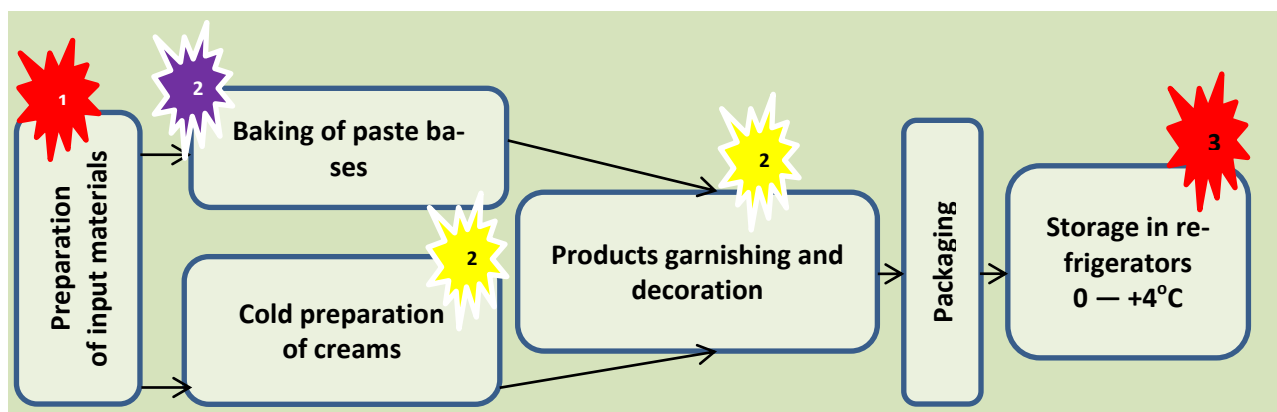 1
Preparation
of input materials
2
Baking of paste ba-
ses
2
Cold preparation
of creams
2
Products garnishing and
decoration
Packaging
3
Storage in re-
frigerators
0 — +4°C